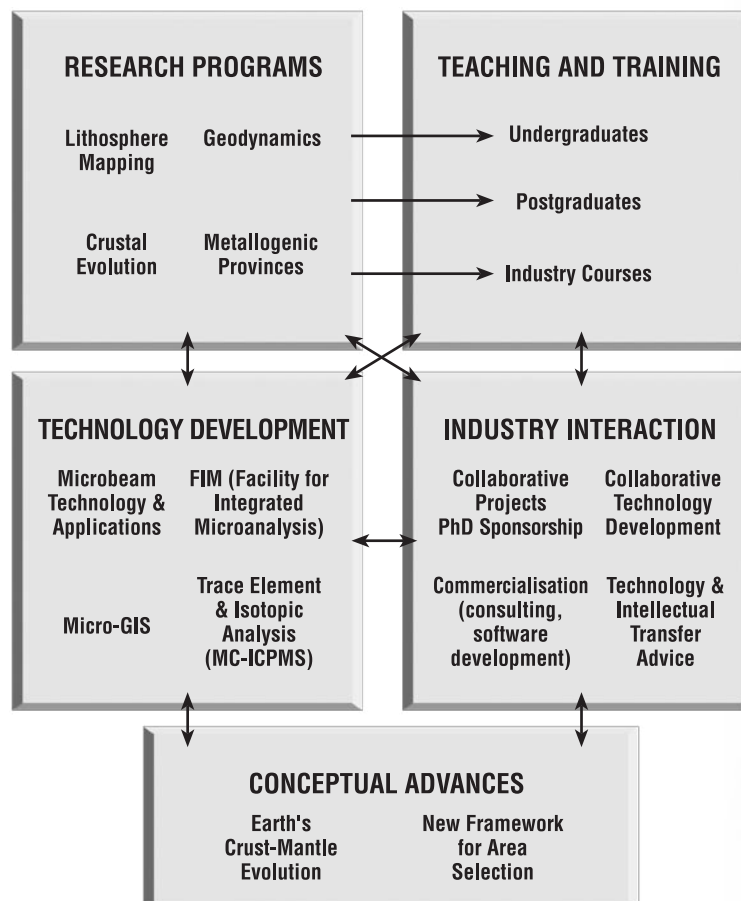 RESEARCH PROGRAMS
Lithosphere
Mapping
Geodynamics
Crustal
Evolution
Metallogenic
Provinces
TEACHING AND TRAINING
Undergraduates
Postgraduates
Industry Courses
TECHNOLOGY DEVELOPMENT
Microbeam
Technology &
Applications
FIM (Facility for
Integrated
Microanalysis)
Micro-GIS
Trace Element
& Isotopic
Analysis
(MC-ICPMS)
INDUSTRY INTERACTION
Collaborative
Projects
PhD Sponsorship
Collaborative
Technology
Development
Commercialisation
(consulting,
software
development)
Technology &
Intellectual
Transfer
Advice
CONCEPTUAL ADVANCES
Earth's
Crust-Mantle
Evolution
New Framework
for Area
Selection